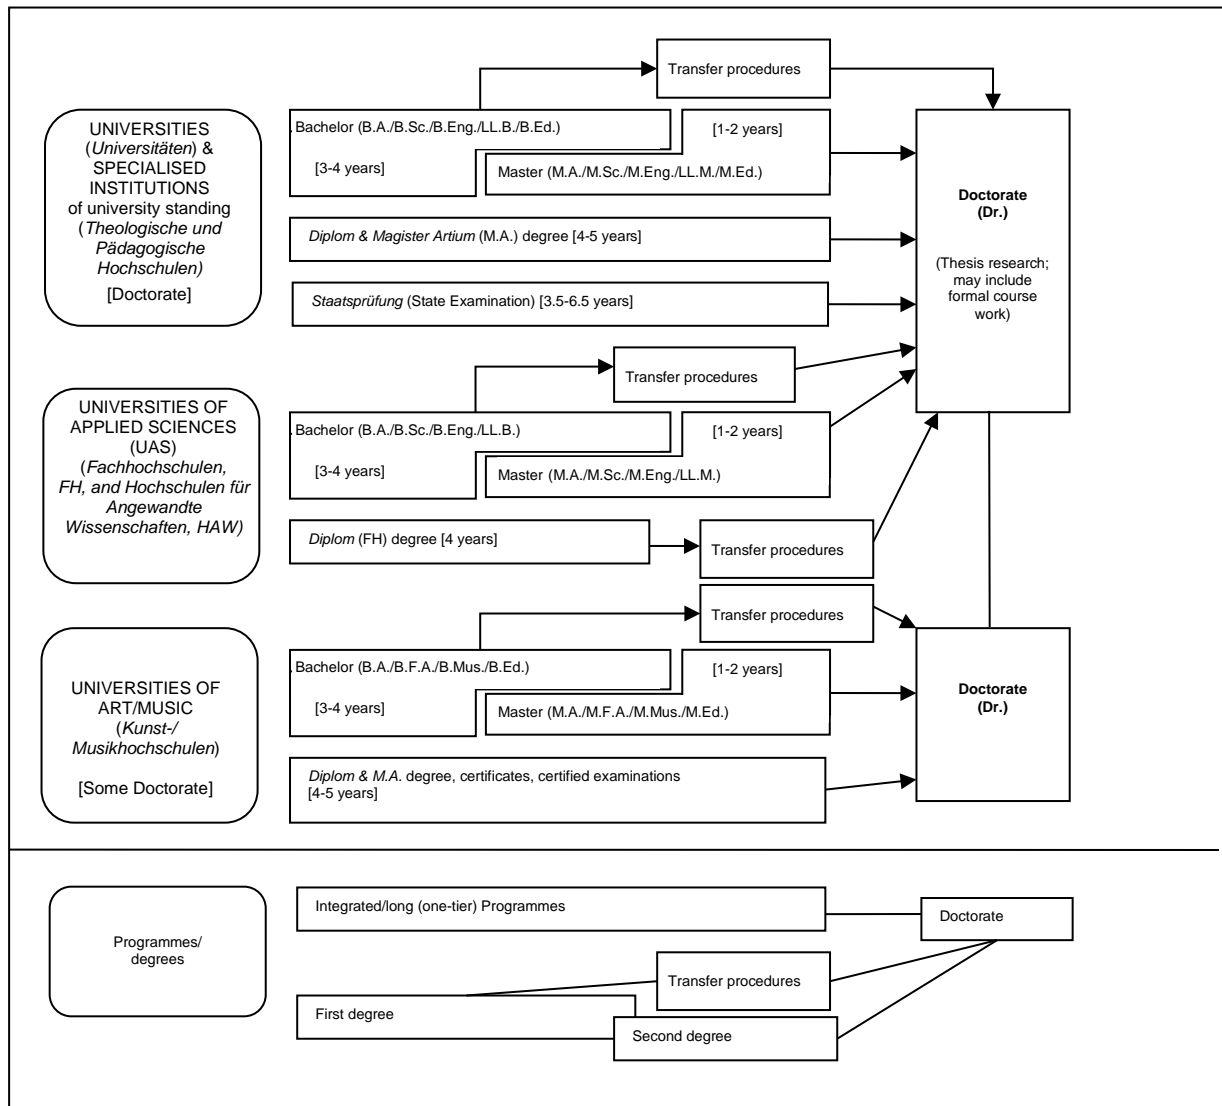 Transfer procedures
UNIVERSITIES
(Universitäten) &
SPECIALISED
INSTITUTIONS
of university standing
(Theologische und
Pädagogische
Hochschulen)
[Doctorate]
. Bachelor (B.A./B.Sc./B.Eng./LL.B./B.Ed.)
[3-4 years]
[1-2 years]
Master (M.A./M.Sc./M.Eng./LL.M./M.Ed.)
Diplom & Magister Artium (M.A.) degree [4-5 years]
Staatsprüfung (State Examination) [3.5-6.5 years]
Doctorate
(Dr.)
(Thesis research;
may include
formal course
work)
Transfer procedures
UNIVERSITIES OF
APPLIED SCIENCES
(UAS)
(Fachhochschulen,
FH, and Hochschulen für
Angewandte
Wissenschaften, HAW)
. Bachelor (B.A./B.Sc./B.Eng./LL.B.)
[3-4 years]
[1-2 years]
Master (M.A./M.Sc./M.Eng./LL.M.)
Diplom (FH) degree [4 years]
Transfer procedures
Transfer procedures
UNIVERSITIES OF
ART/MUSIC
(Kunst-/
Musikhochschulen)
[Some Doctorate]
. Bachelor (B.A./B.F.A./B.Mus./B.Ed.)
[3-4 years]
[1-2 years]
Master (M.A./M.F.A./M.Mus./M.Ed.)
Diplom & M.A. degree, certificates, certified examinations
[4-5 years]
Doctorate
(Dr.)
Programmes/
degrees
Integrated/long (one-tier) Programmes
Doctorate
Transfer procedures
First degree
Second degree